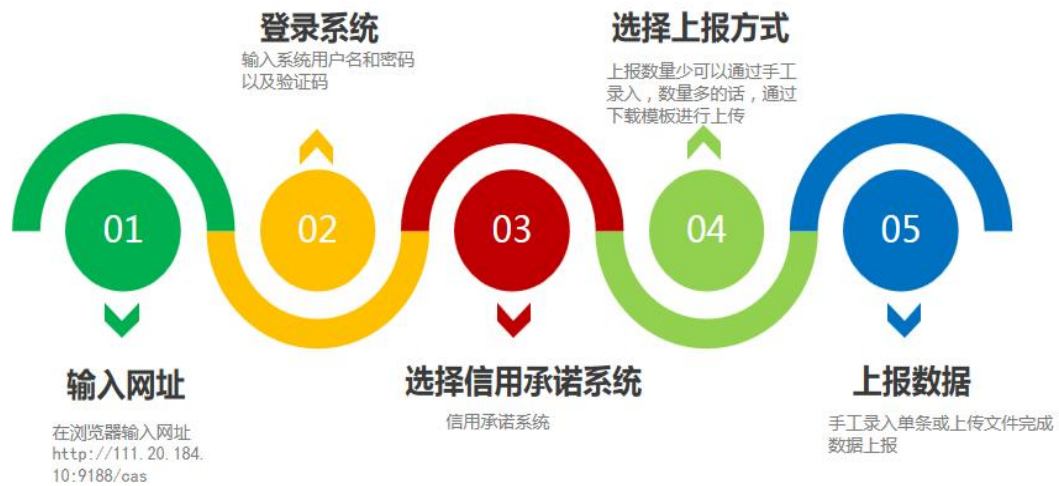 登录系统
输入系统用户名和密码
以及验证码
选择上报方式
上报数量少可以通过手工
录入，数量多的话，通过
下载模板进行上传
01
02
03
04
05
输入网址
在浏览器输入网址
http://111.20.184.
10:9188/cas
选择信用承诺系统
信用承诺系统
上报数据
手工录入单条或上传文件完成
数据上报